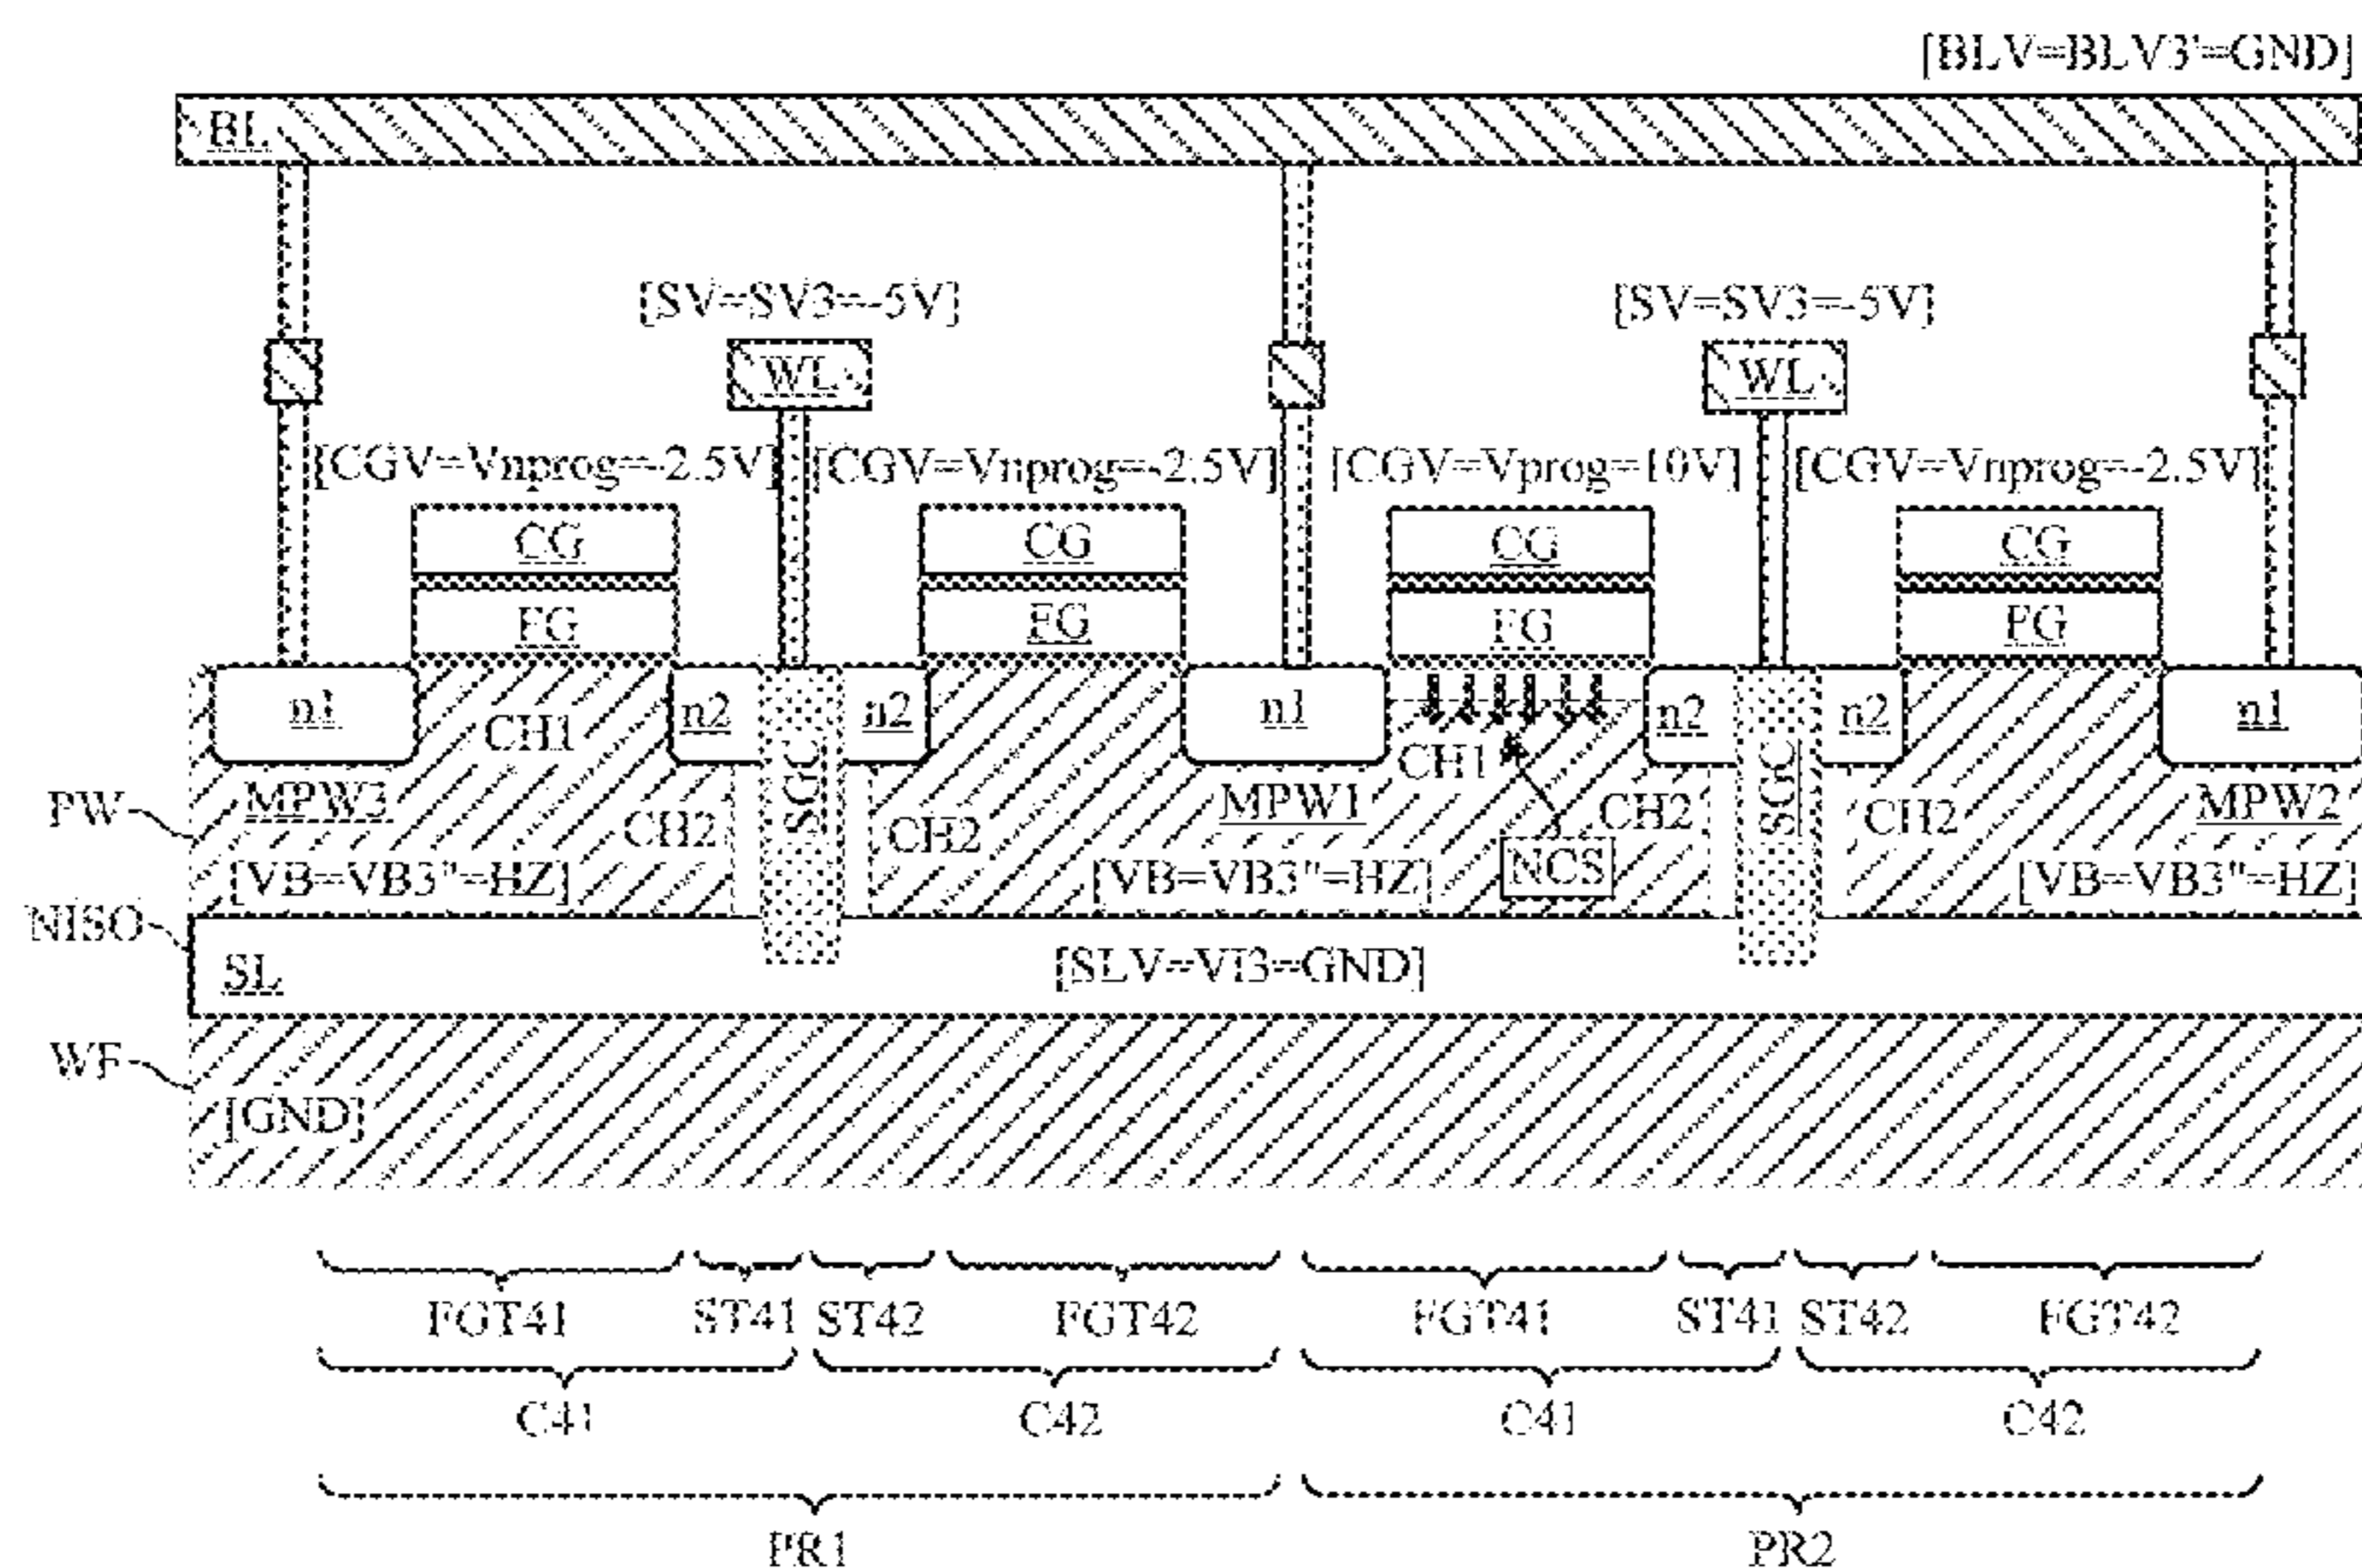 [BLV=BLV3'=GND]
BL
[SV=SV3=-5V] [SV=SV3=-5V]
WL WL
[CGV=Vnprog=-2.5V] [CGV=Vnprog=-2.5V] [CGV=Vprog=10V] [CGV=Vnprog=-2.5V]
CG CG CG CG
FG FG FG FG
n1 CH1 n2 SGC n2 n1 CH1 n2 SGC n2 n1
PW MPW3 CH2 CH2 MPW1 CH2 CH2 MPW2
[VB=VB3"=HZ] [VB=VB3"=HZ] NCS [VB=VB3"=HZ]
NISO SL [SLV=VI3=GND]
WF
[GND]
FGT41 ST41 ST42 FGT42 FGT41 ST41 ST42 FGT42
C41 C42 C41 C42
PR1 PR2